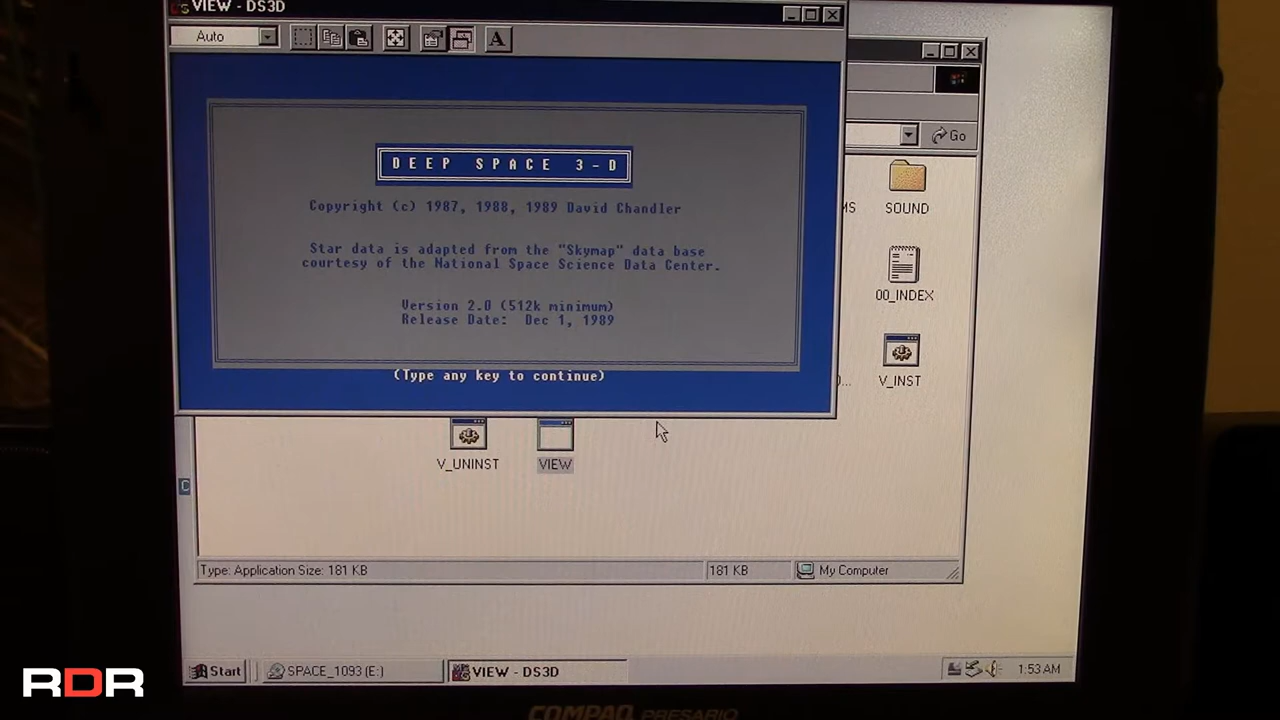 VIEW - DS3D
Auto
A
Go
DEEP SPACE 3-D
Copyright (c) 1987, 1988, 1989 David Chandler
Star data is adapted from the "Skymap" data base
courtesy of the National Space Science Data Center.
Version 2.0 (512k minimum)
Release Date: Dec 1, 1989
(Type any key to continue)
MS
SOUND
00_INDEX
V_INST
V_UNINST
VIEW
C
Type: Application Size: 181 KB
181 KB
My Computer
Start
SPACE_1093 (E:)
VIEW - DS3D
1:53 AM
RDR
COMPAQ PRESARIO